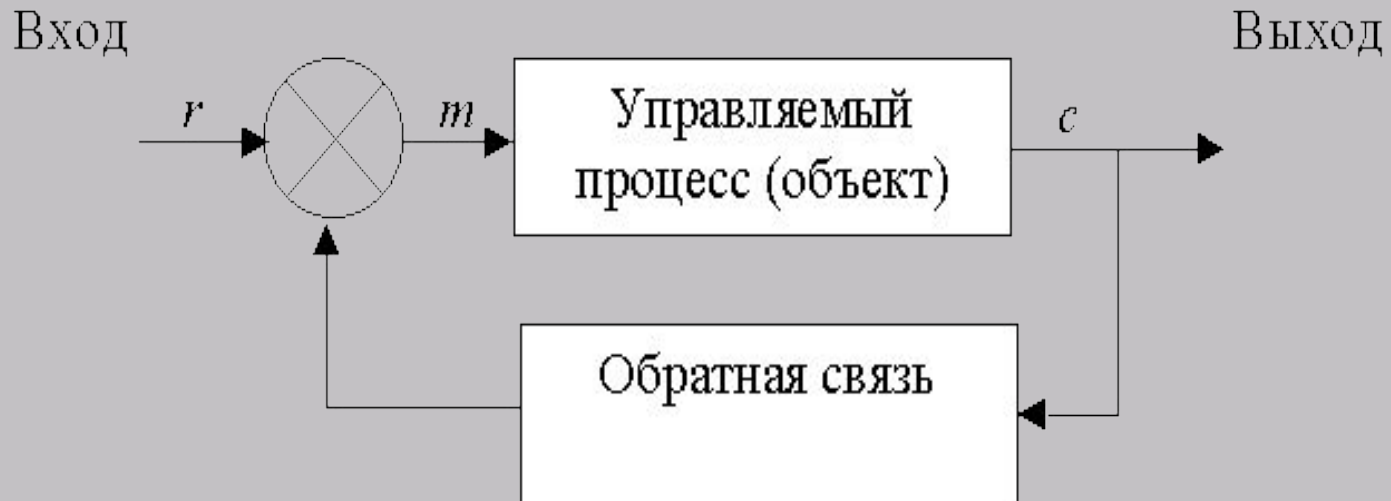 Вход
Выход
r
m
Управляемый
процесс (объект)
c
Обратная связь